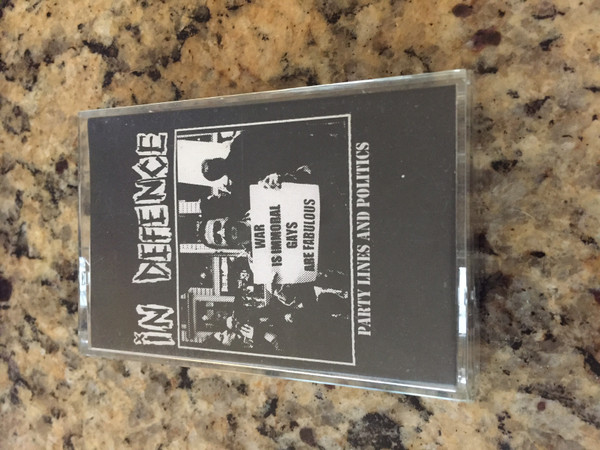 IN DEFENCE
WAR
IS IMMORAL
GAYS
ARE FABULOUS
PARTY LINES AND POLITICS